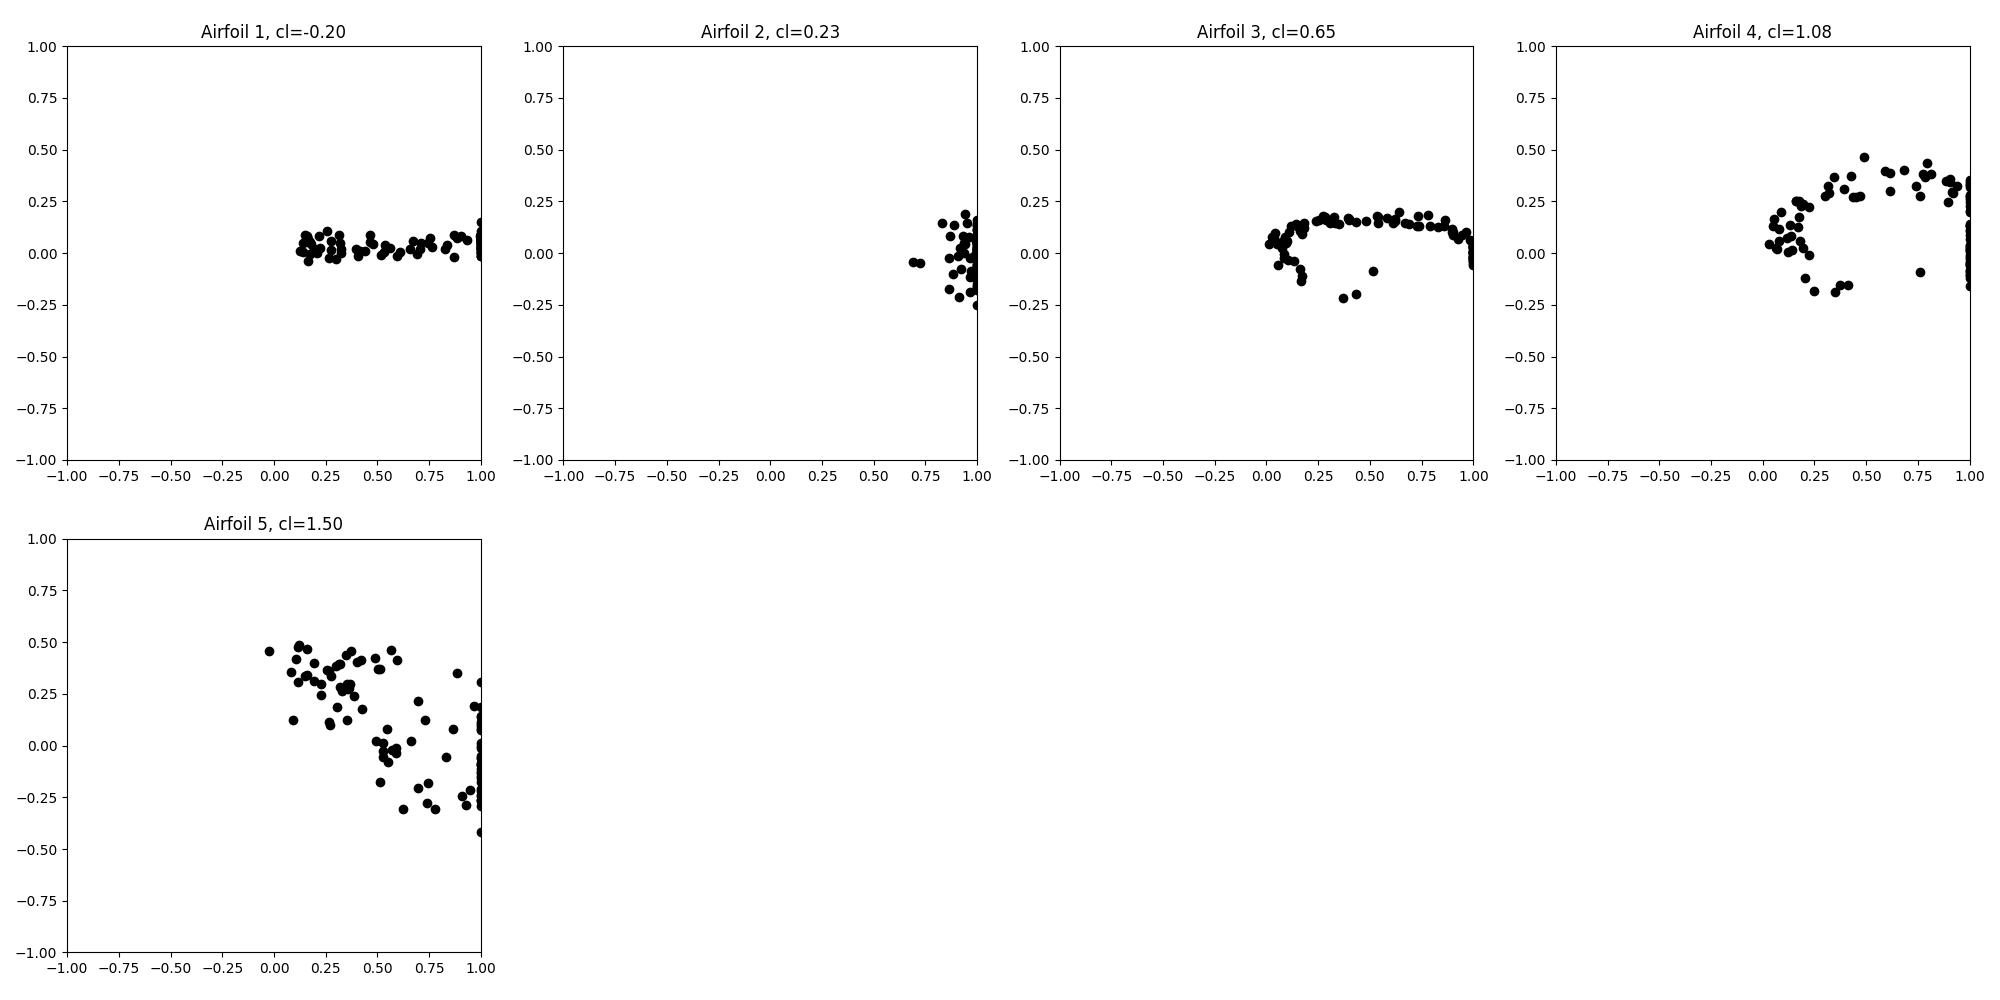 Airfoil 1, cl=-0.20
Airfoil 2, cl=0.23
Airfoil 3, cl=0.65
Airfoil 4, cl=1.08
1.00 1.00 1.00 1.00
0.75 0.75 0.75 0.75
0.50 0.50 0.50 0.50
0.25 0.25 0.25 0.25
0.00 0.00 0.00 0.00
−0.25 −0.25 −0.25 −0.25
−0.50 −0.50 −0.50 −0.50
−0.75 −0.75 −0.75 −0.75
−1.00 −1.00 −1.00 −1.00
−1.00 −0.75 −0.50 −0.25 0.00 0.25 0.50 0.75 1.00
−1.00 −0.75 −0.50 −0.25 0.00 0.25 0.50 0.75 1.00
−1.00 −0.75 −0.50 −0.25 0.00 0.25 0.50 0.75 1.00
−1.00 −0.75 −0.50 −0.25 0.00 0.25 0.50 0.75 1.00
Airfoil 5, cl=1.50
1.00
0.75
0.50
0.25
0.00
−0.25
−0.50
−0.75
−1.00
−1.00 −0.75 −0.50 −0.25 0.00 0.25 0.50 0.75 1.00